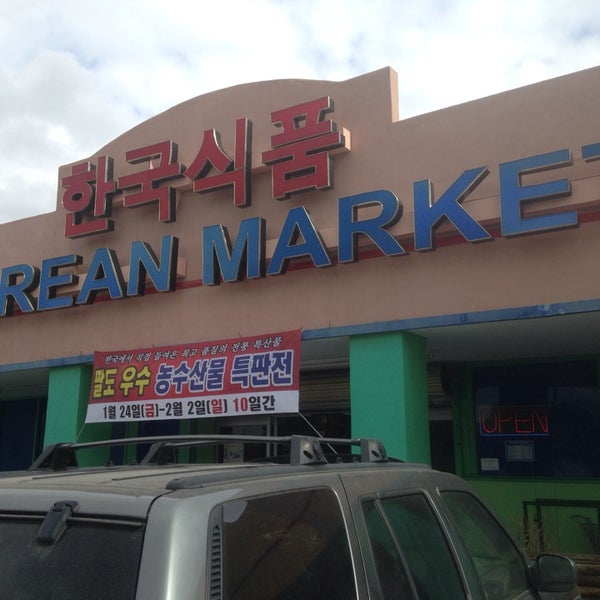 한국식품
REAN MARKET
한국에서 직접 들여온 최고 품질의 전통 특산물
팔도 우수 농수산물 특판전
1월 24일(금)-2월 2일(일) 10일간
OPEN